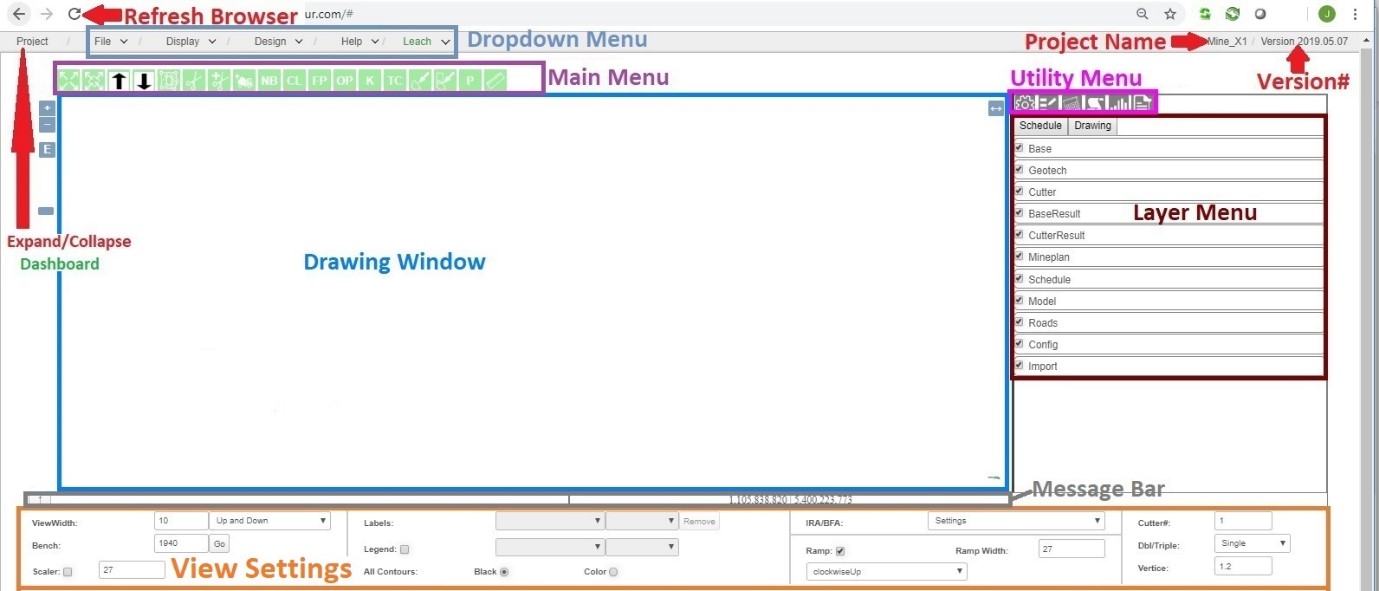 Refresh Browser ur.com/#
J
Project / File / Display / Design / Help / Leach Dropdown Menu Project Name Mine_X1 / Version 2019.05.07
Version#
NB CL FP OP K TC P Main Menu
Utility Menu
+
−
E
Schedule Drawing
Base
Geotech
Cutter
BaseResult
CutterResult
Mineplan
Schedule
Model
Roads
Config
Import
Layer Menu
Expand/Collapse
Dashboard
Drawing Window
1,105,838.820 | 5,400,223.773
Message Bar
ViewWidth: 10 Up and Down Labels: Remove IRA/BFA: Settings Cutter#: 1
Bench: 1940 Go Legend: Ramp: Ramp Width: 27 Dbl/Triple: Single
Scaler: 27 View Settings All Contours: Black Color clockwiseUp Vertice: 1.2